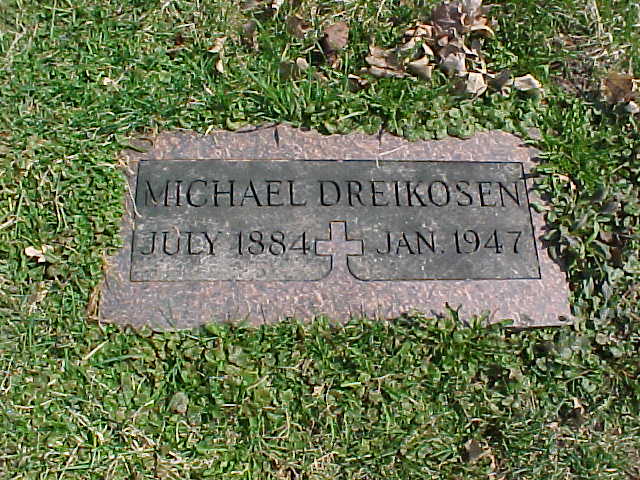 MICHAEL DREIKOSEN
JULY 1884 JAN. 1947